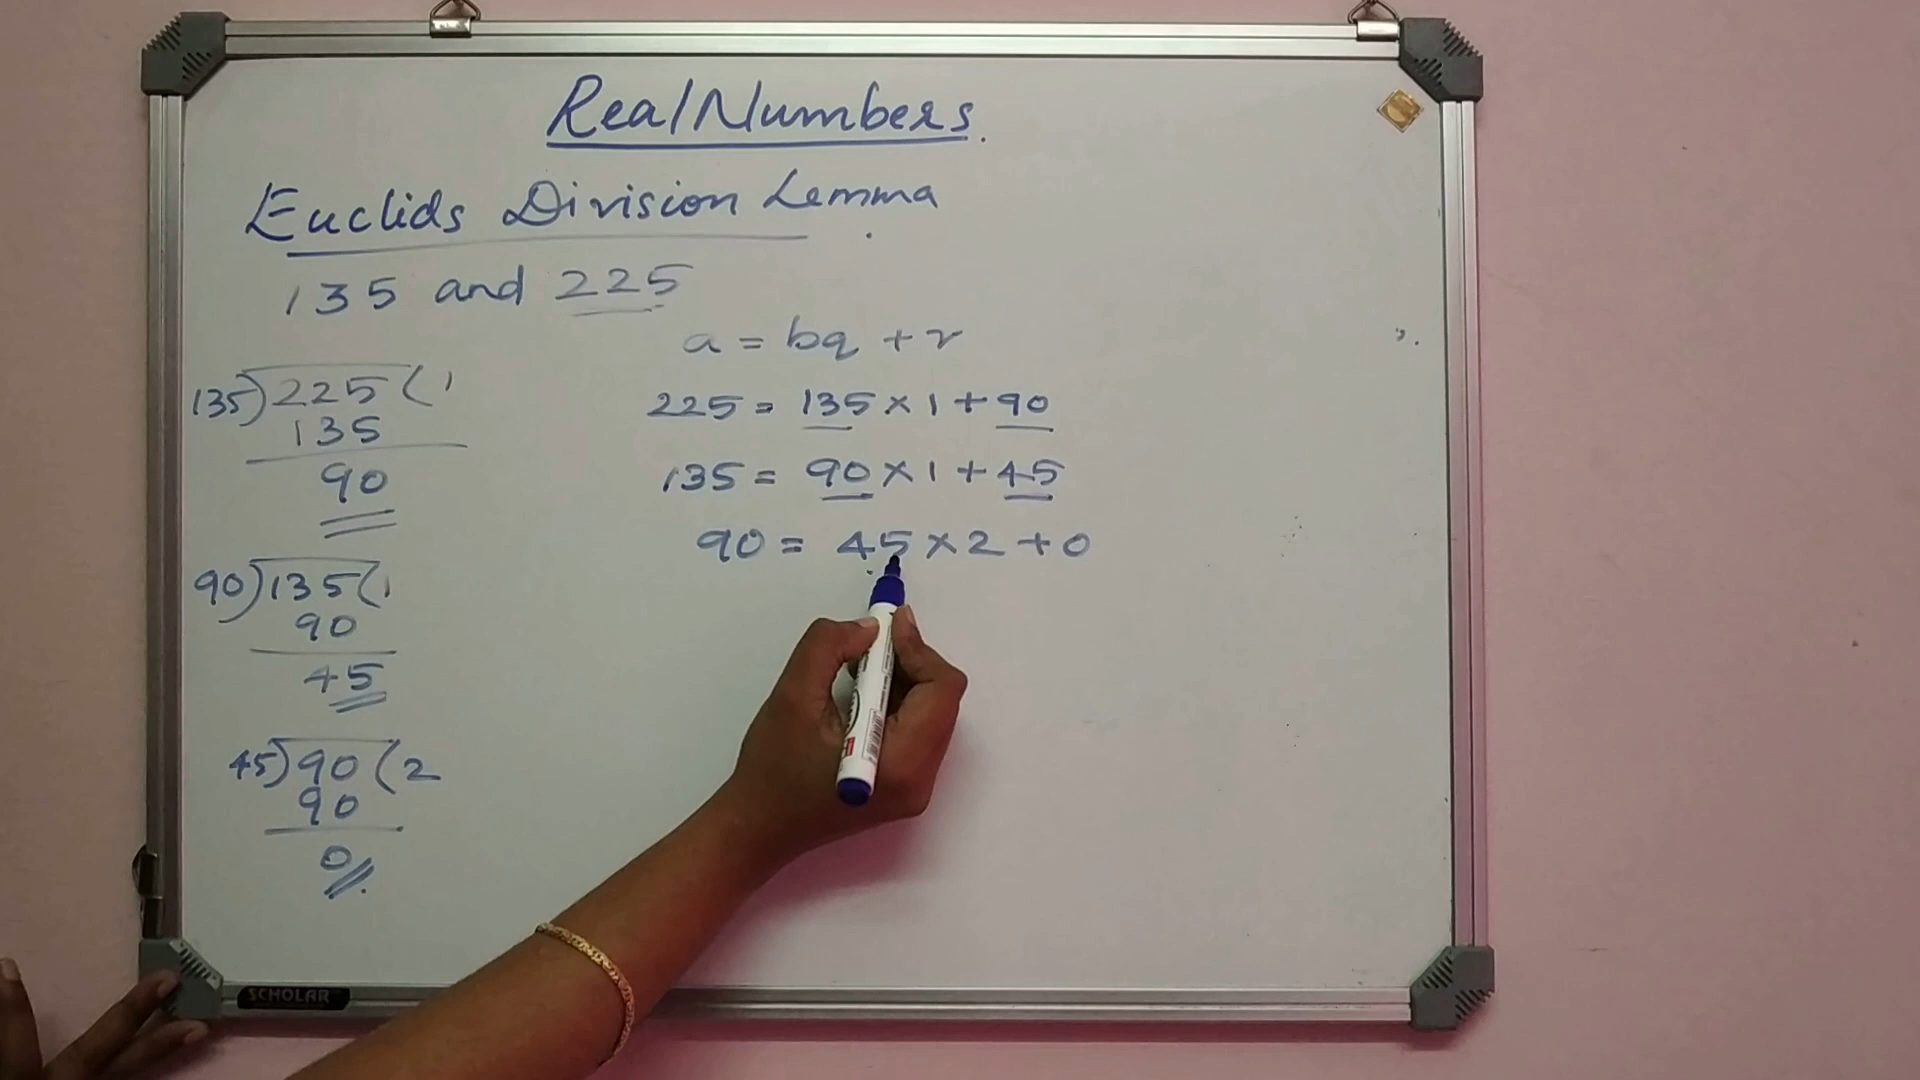 Real Numbers.
Euclids Division Lemma.
135 and 225
135)225(1
135
90
90)135(1
90
45
45)90(2
90
0
a = bq + r
225 = 135 × 1 + 90
135 = 90 × 1 + 45
90 = 45 × 2 + 0
SCHOLAR